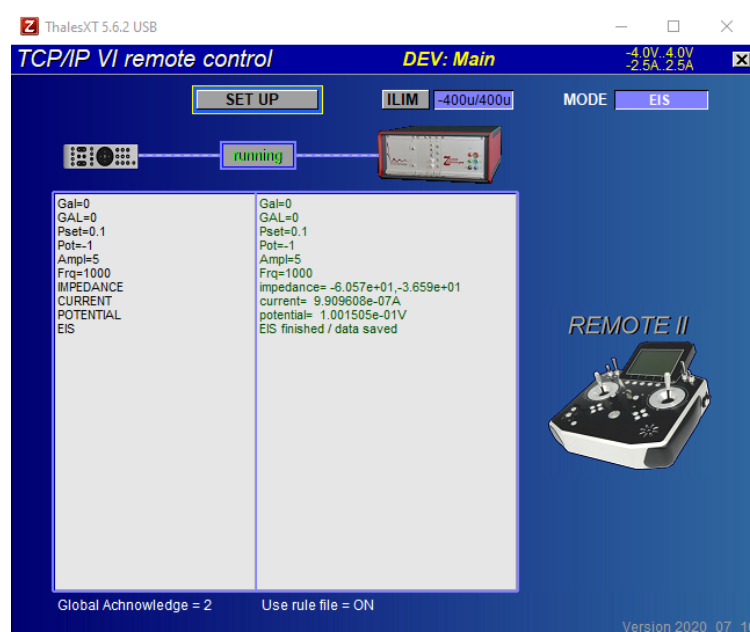 ThalesXT 5.6.2 USB
TCP/IP VI remote control
DEV: Main
-4.0V..4.0V
-2.5A..2.5A
SET UP
ILIM -400u/400u
MODE EIS
running
Gal=0
GAL=0
Pset=0.1
Pot=-1
Ampl=5
Frq=1000
IMPEDANCE
CURRENT
POTENTIAL
EIS
Gal=0
GAL=0
Pset=0.1
Pot=-1
Ampl=5
Frq=1000
impedance= -6.057e+01,-3.659e+01
current= 9.909608e-07A
potential= 1.001505e-01V
EIS finished / data saved
REMOTE II
Global Achnowledge = 2
Use rule file = ON
Version 2020_07_1